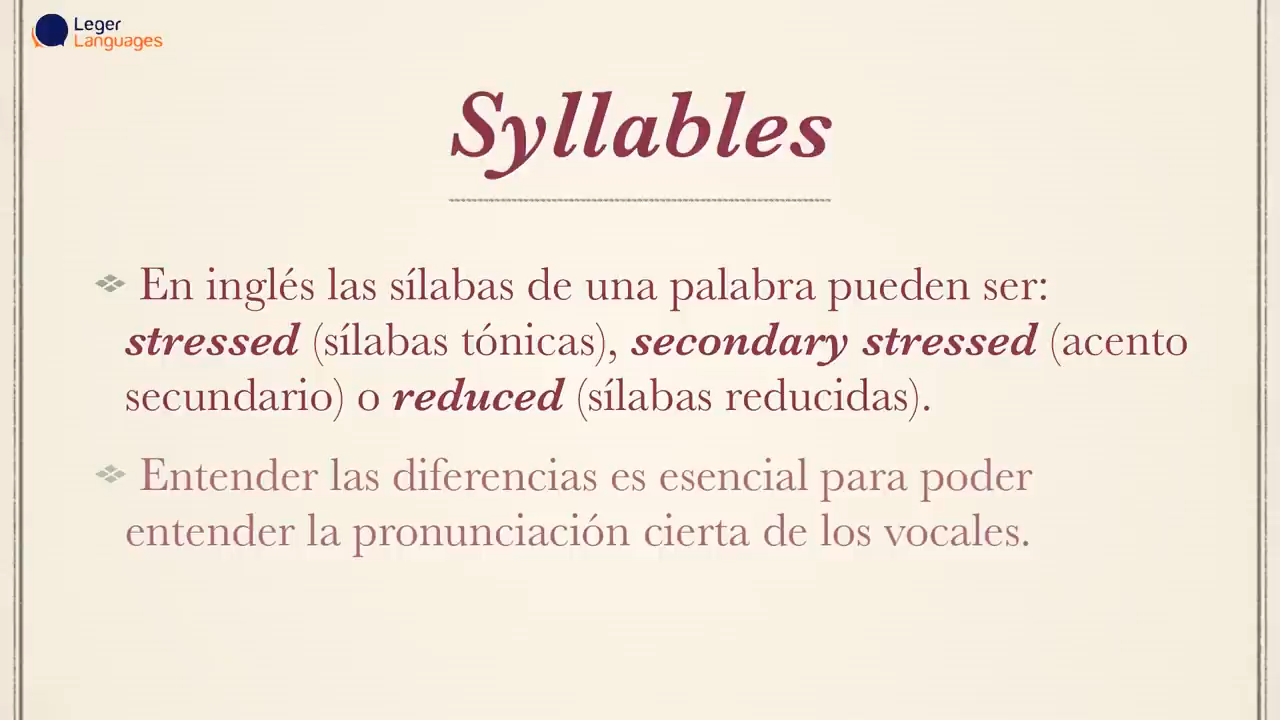 Leger
Languages
Syllables
En inglés las sílabas de una palabra pueden ser:
stressed (sílabas tónicas), secondary stressed (acento
secundario) o reduced (sílabas reducidas).
Entender las diferencias es esencial para poder
entender la pronunciación cierta de los vocales.